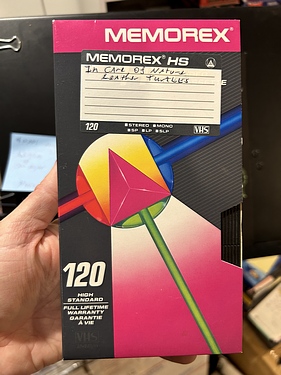 MEMOREX®
MEMOREX® HS
In Care Of Nature
Leather Turtles
120
STEREO MONO
SP LP SLP
VHS
120
HIGH
STANDARD
FULL LIFETIME
WARRANTY
GARANTIE
À VIE
VHS